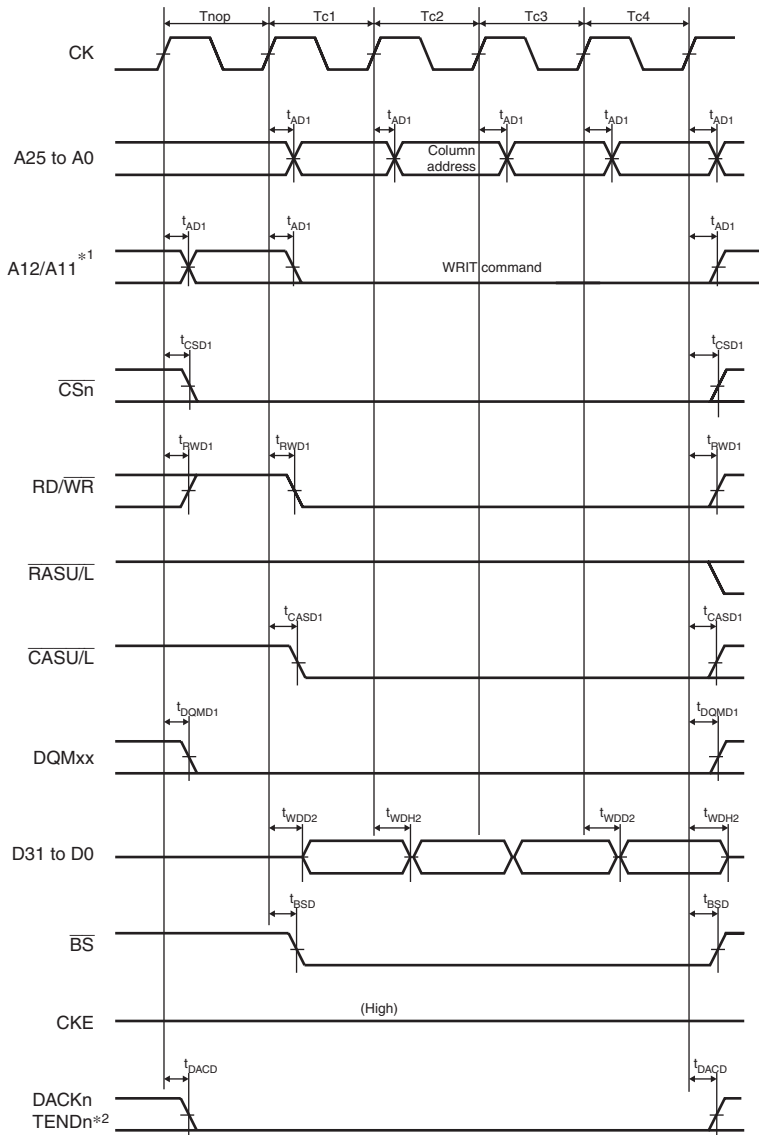 Tnop Tc1 Tc2 Tc3 Tc4
CK
tAD1 tAD1 tAD1 tAD1 tAD1
A25 to A0
Column
address
tAD1 tAD1 tAD1
A12/A11*1
WRIT command
tCSD1 tCSD1
CSn
tRWD1 tRWD1 tRWD1
RD/WR
RASU/L
tCASD1 tCASD1
CASU/L
tDQMD1 tDQMD1
DQMxx
tWDD2 tWDH2 tWDD2 tWDH2
D31 to D0
tBSD tBSD
BS
(High)
CKE
tDACD tDACD
DACKn
TENDn*2